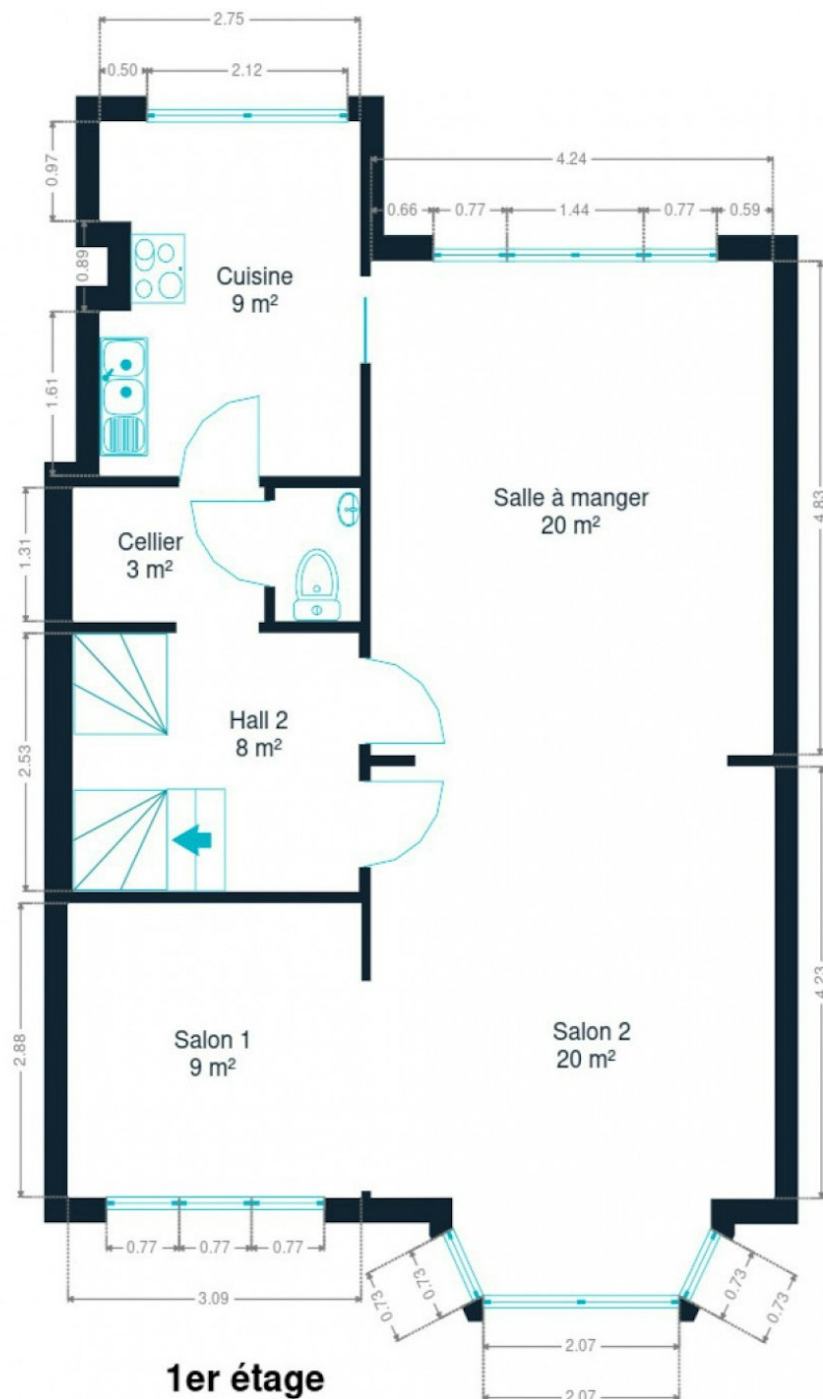 2.75
0.50
2.12
0.97
4.24
0.66
0.77
1.44
0.77
0.59
0.89
Cuisine
9 m²
1.61
4.83
Salle à manger
20 m²
1.31
Cellier
3 m²
2.53
Hall 2
8 m²
4.23
2.88
Salon 1
9 m²
Salon 2
20 m²
0.77
0.77
0.77
3.09
0.73
0.73
0.73
0.73
2.07
2.07
1er étage